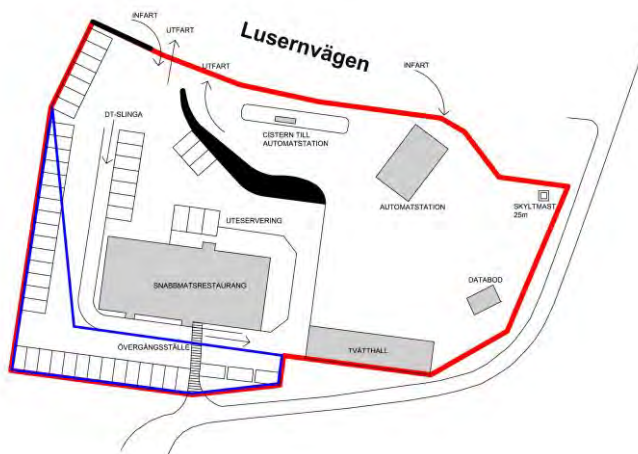 INFART
UTFART
Lusernvägen
UTFART
INFART
DT-SLINGA
CISTERN TILL
AUTOMATSTATION
AUTOMATSTATION
SKYLTMAST
25m
UTESERVERING
DATABOD
SNABBMATSRESTAURANG
ÖVERGÅNGSSTÄLLE
TVÄTTHALL